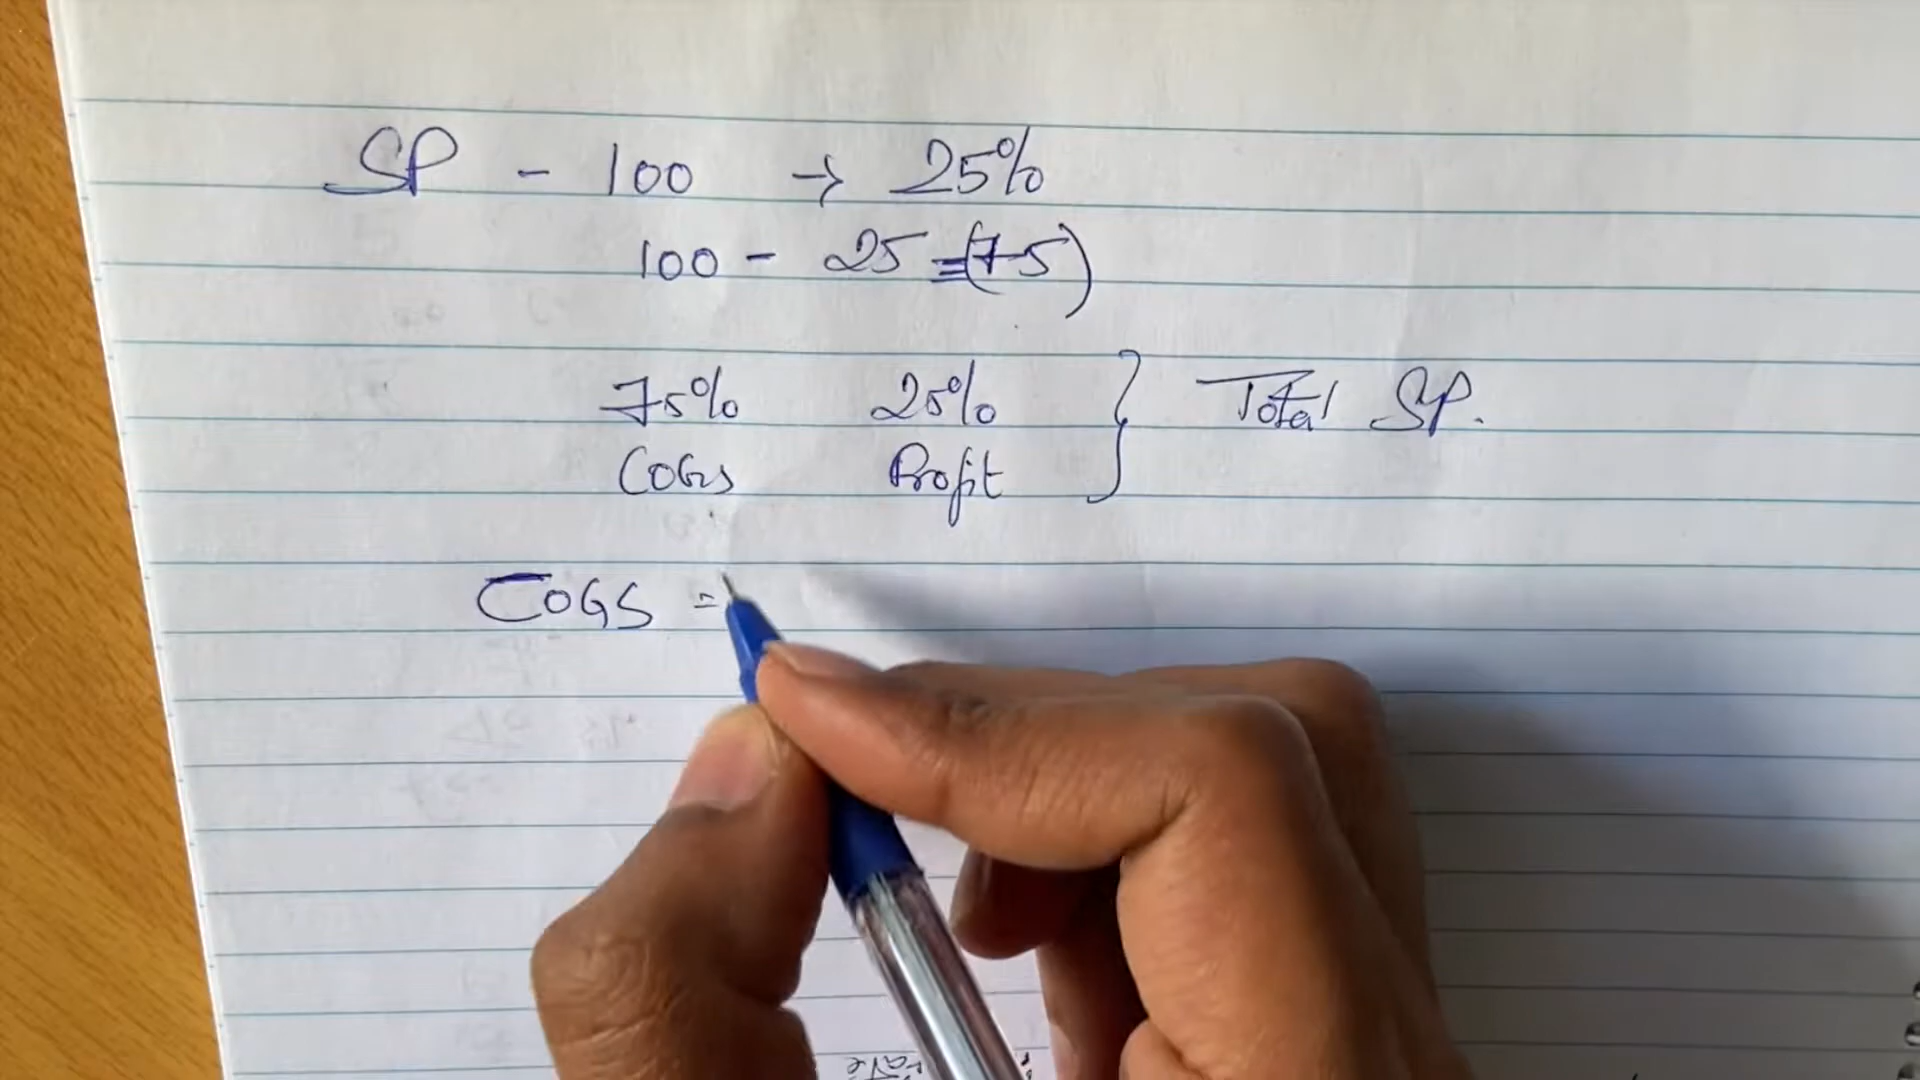 SP - 100 → 25%
100 - 25 = (75)
75% 25% } Total SP.
COGS Profit
COGS =